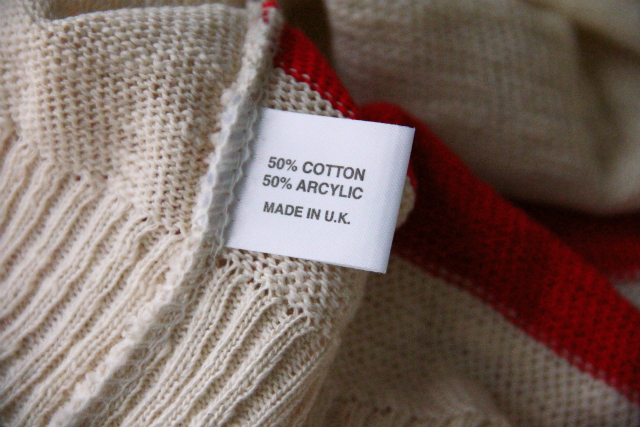 50% COTTON
50% ARCYLIC
MADE IN U.K.